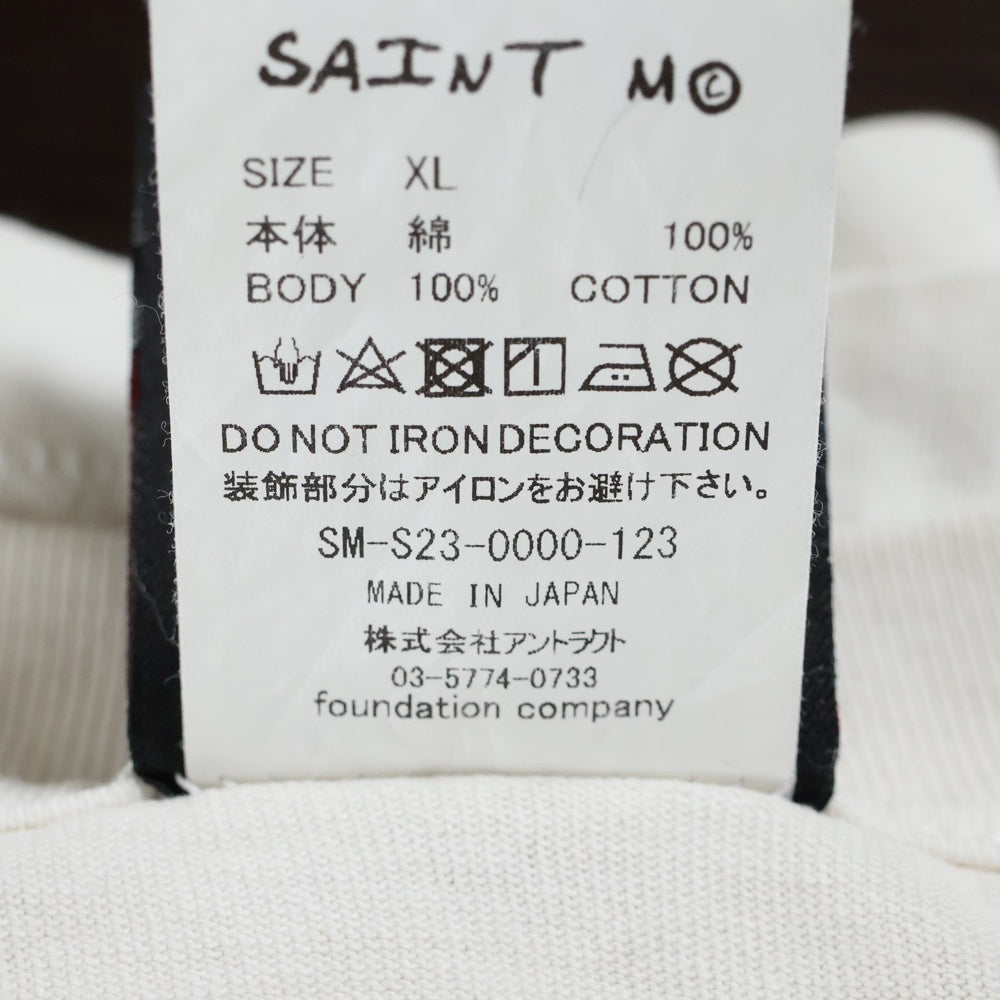 SAINT M©
SIZE XL
本体 綿 100%
BODY 100% COTTON
DO NOT IRON DECORATION
装飾部分はアイロンをお避け下さい。
SM-S23-0000-123
MADE IN JAPAN
株式会社アントラクト
03-5774-0733
foundation company